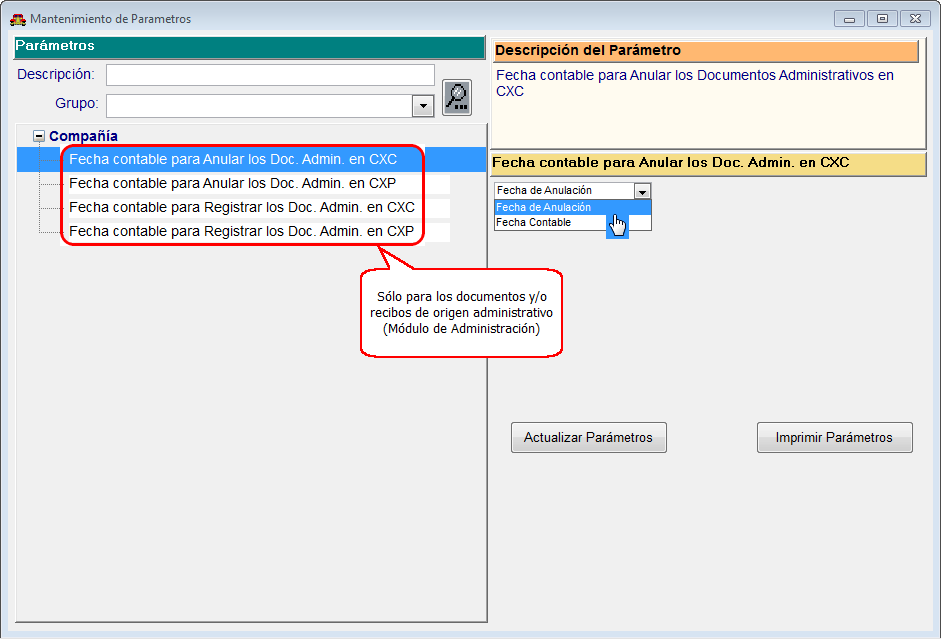 Mantenimiento de Parametros
Parámetros
Descripción:
Grupo:
Compañía
Fecha contable para Anular los Doc. Admin. en CXC
Fecha contable para Anular los Doc. Admin. en CXP
Fecha contable para Registrar los Doc. Admin. en CXC
Fecha contable para Registrar los Doc. Admin. en CXP
Sólo para los documentos y/o
recibos de origen administrativo
(Módulo de Administración)
Descripción del Parámetro
Fecha contable para Anular los Documentos Administrativos en
CXC
Fecha contable para Anular los Doc. Admin. en CXC
Fecha de Anulación
Fecha de Anulación
Fecha Contable
Actualizar Parámetros
Imprimir Parámetros